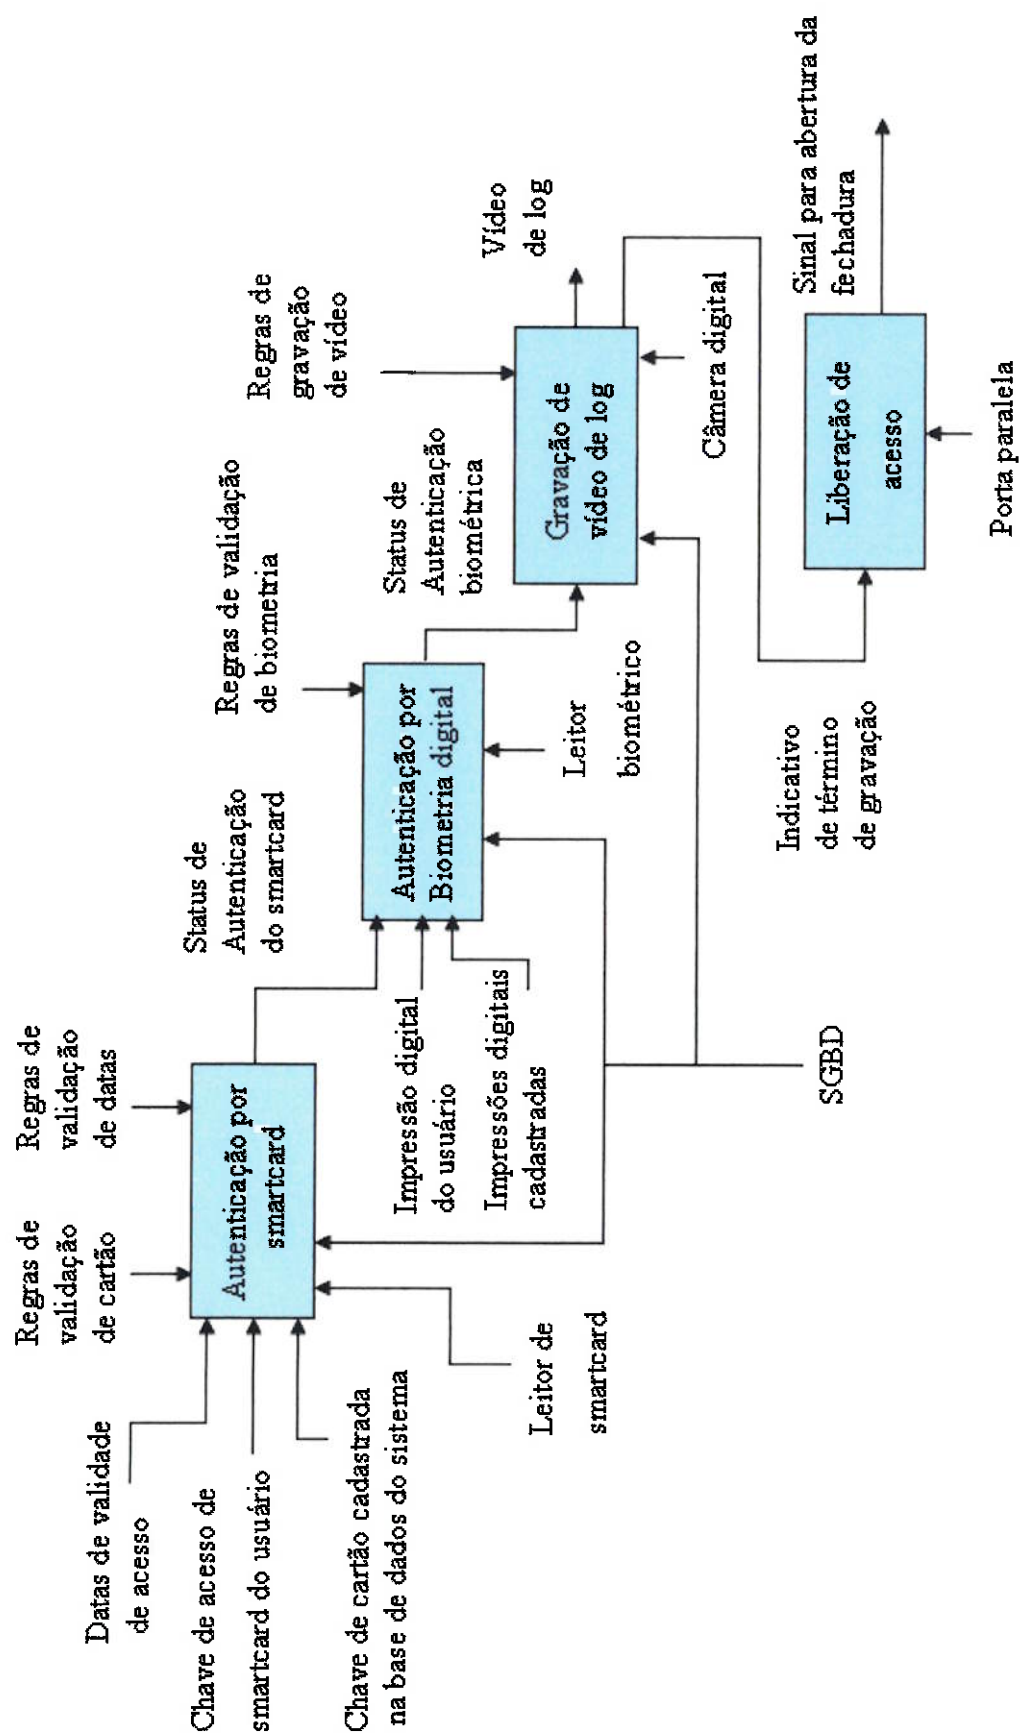 Datas de validade
de acesso
Chave de acesso de
smartcard do usuário
Chave de cartão cadastrada
na base de dados do sistema
Regras de
validação
de cartão
Regras de
validação
de datas
Autenticação por
smartcard
Leitor de
smartcard
Status de
Autenticação
do smartcard
Impressão digital
do usuário
Impressões digitais
cadastradas
Regras de validação
de biometria
Autenticação por
Biometria digital
Leitor
biométrico
SGBD
Status de
Autenticação
biométrica
Regras de
gravação
de vídeo
Gravação de
vídeo de log
Vídeo
de log
Câmera digital
Indicativo
de término
de gravação
Liberação de
acesso
Porta paralela
Sinal para abertura da
fechadura